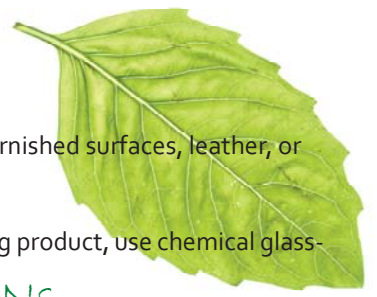 rnished surfaces, leather, or
g product, use chemical glass-